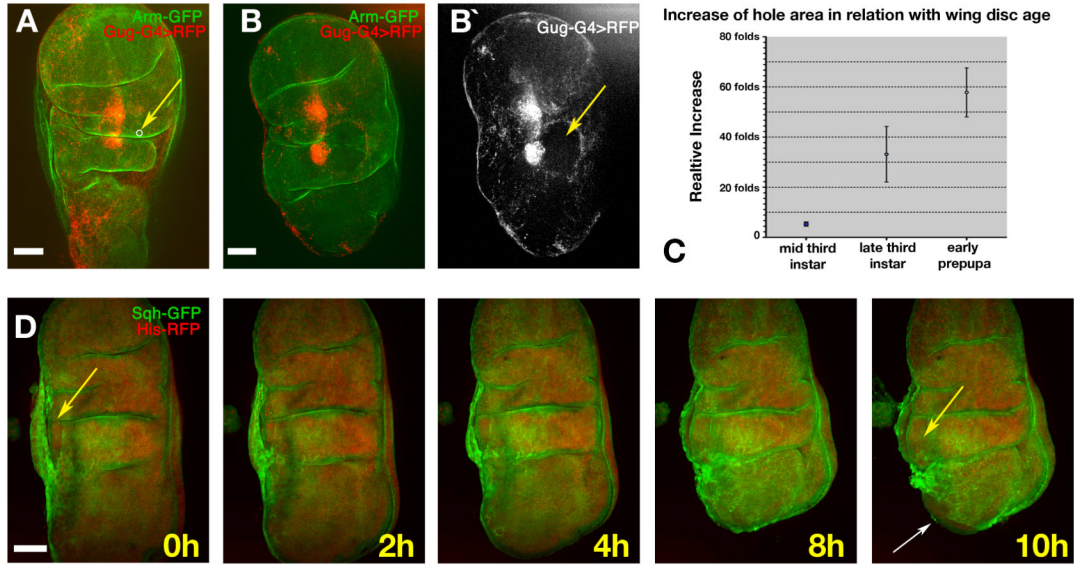 A
Arm-GFP
Gug-G4>RFP
B
Arm-GFP
Gug-G4>RFP
B`
Gug-G4>RFP
Increase of hole area in relation with wing disc age
Realtive Increase
80 folds
60 folds
40 folds
20 folds
0
mid third
instar
late third
instar
early
prepupa
C
D
Sqh-GFP
His-RFP
0h
2h
4h
8h
10h